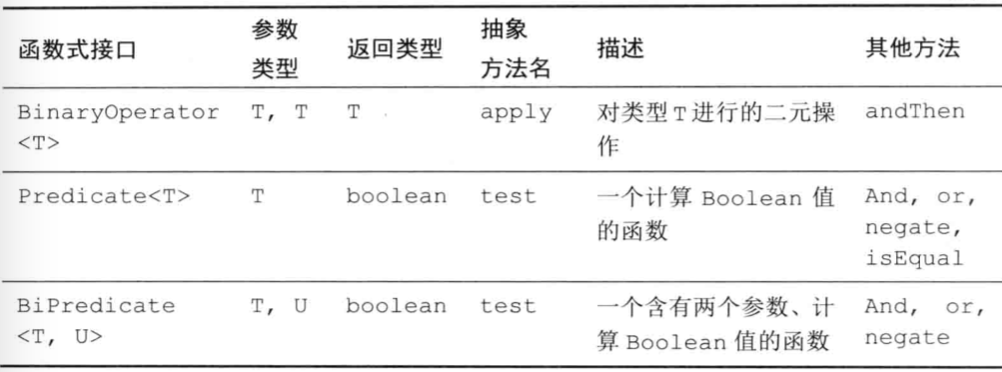 函数式接口 参数类型 返回类型 抽象方法名 描述 其他方法
BinaryOperator<T> T, T T apply 对类型T进行的二元操作 andThen
Predicate<T> T boolean test 一个计算 Boolean 值的函数 And, or, negate, isEqual
BiPredicate<T, U> T, U boolean test 一个含有两个参数、计算 Boolean 值的函数 And, or, negate